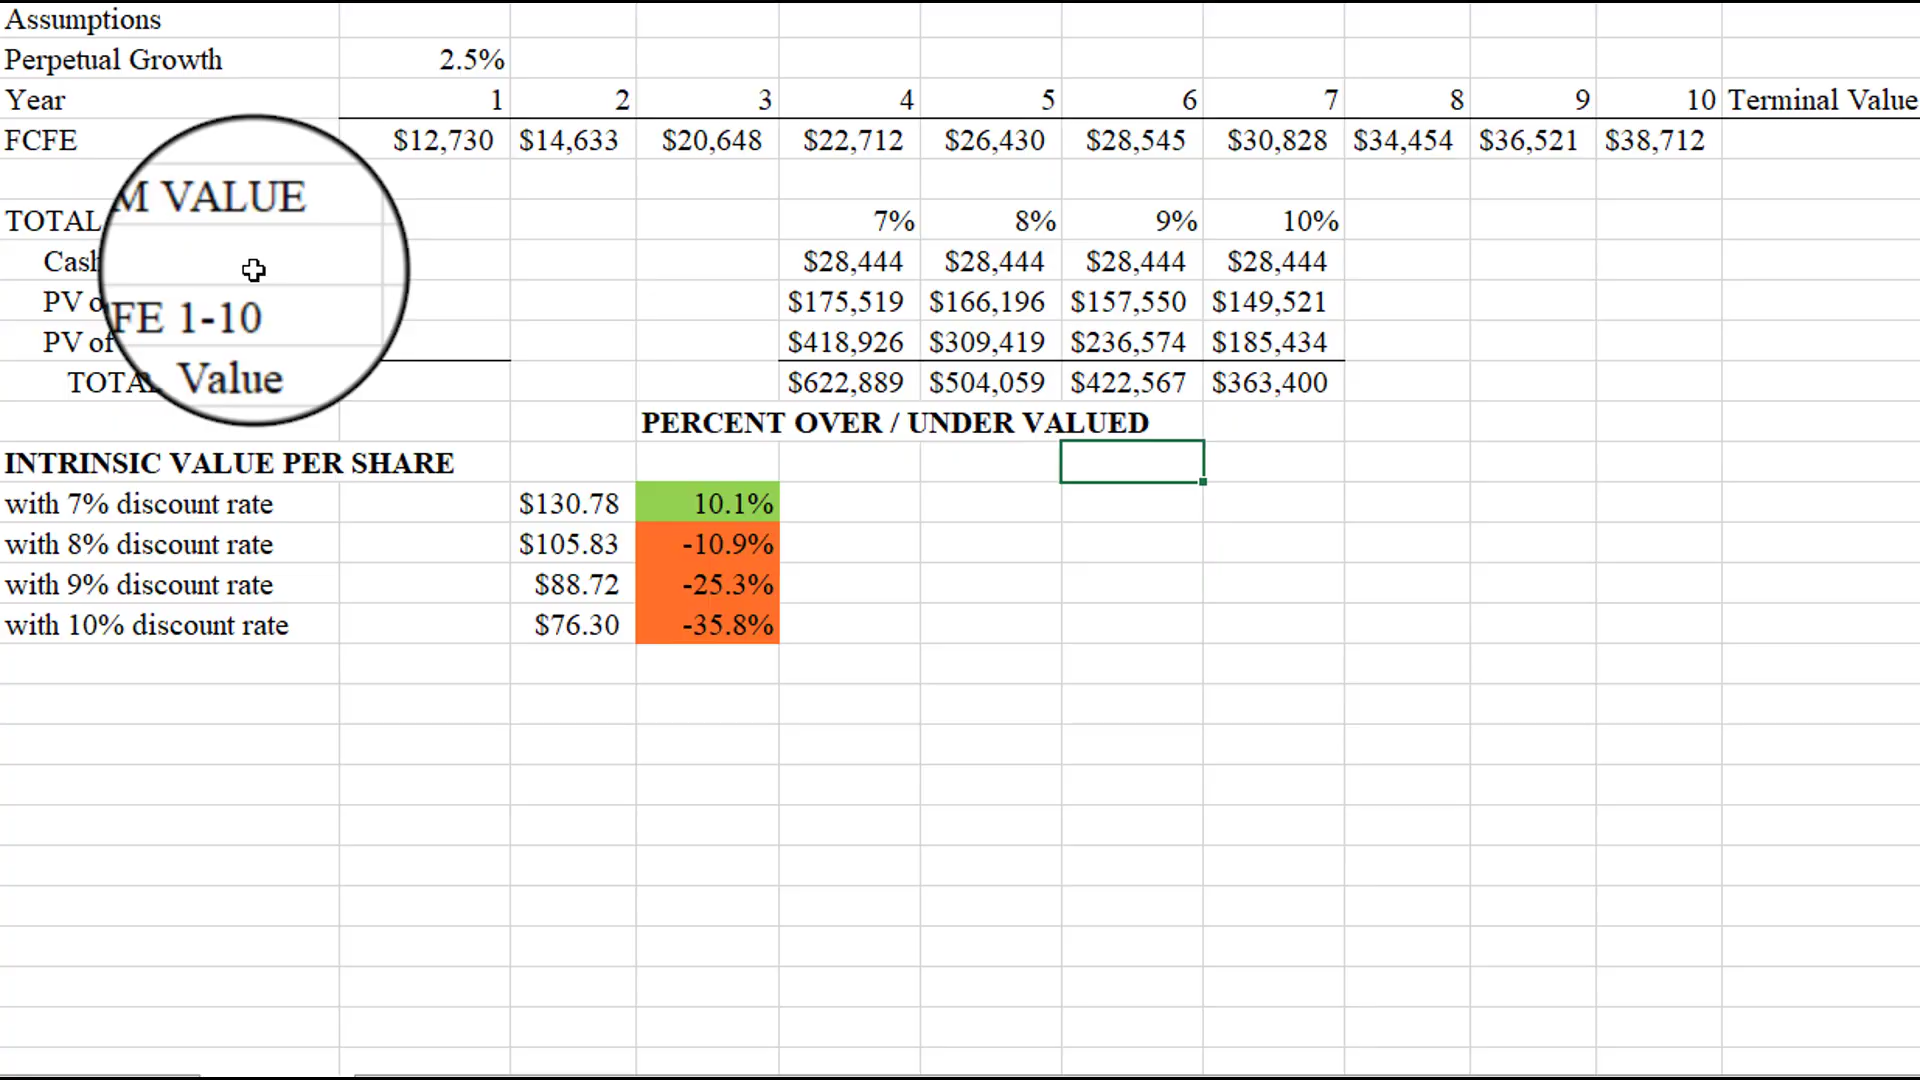 Assumptions
Perpetual Growth 2.5%
Year 1 2 3 4 5 6 7 8 9 10 Terminal Value
FCFE $12,730 $14,633 $20,648 $22,712 $26,430 $28,545 $30,828 $34,454 $36,521 $38,712
TOTAL M VALUE 7% 8% 9% 10%
Cash $28,444 $28,444 $28,444 $28,444
PV FE 1-10 $175,519 $166,196 $157,550 $149,521
PV of Value $418,926 $309,419 $236,574 $185,434
TOTAL $622,889 $504,059 $422,567 $363,400
PERCENT OVER / UNDER VALUED
INTRINSIC VALUE PER SHARE
with 7% discount rate $130.78 10.1%
with 8% discount rate $105.83 -10.9%
with 9% discount rate $88.72 -25.3%
with 10% discount rate $76.30 -35.8%